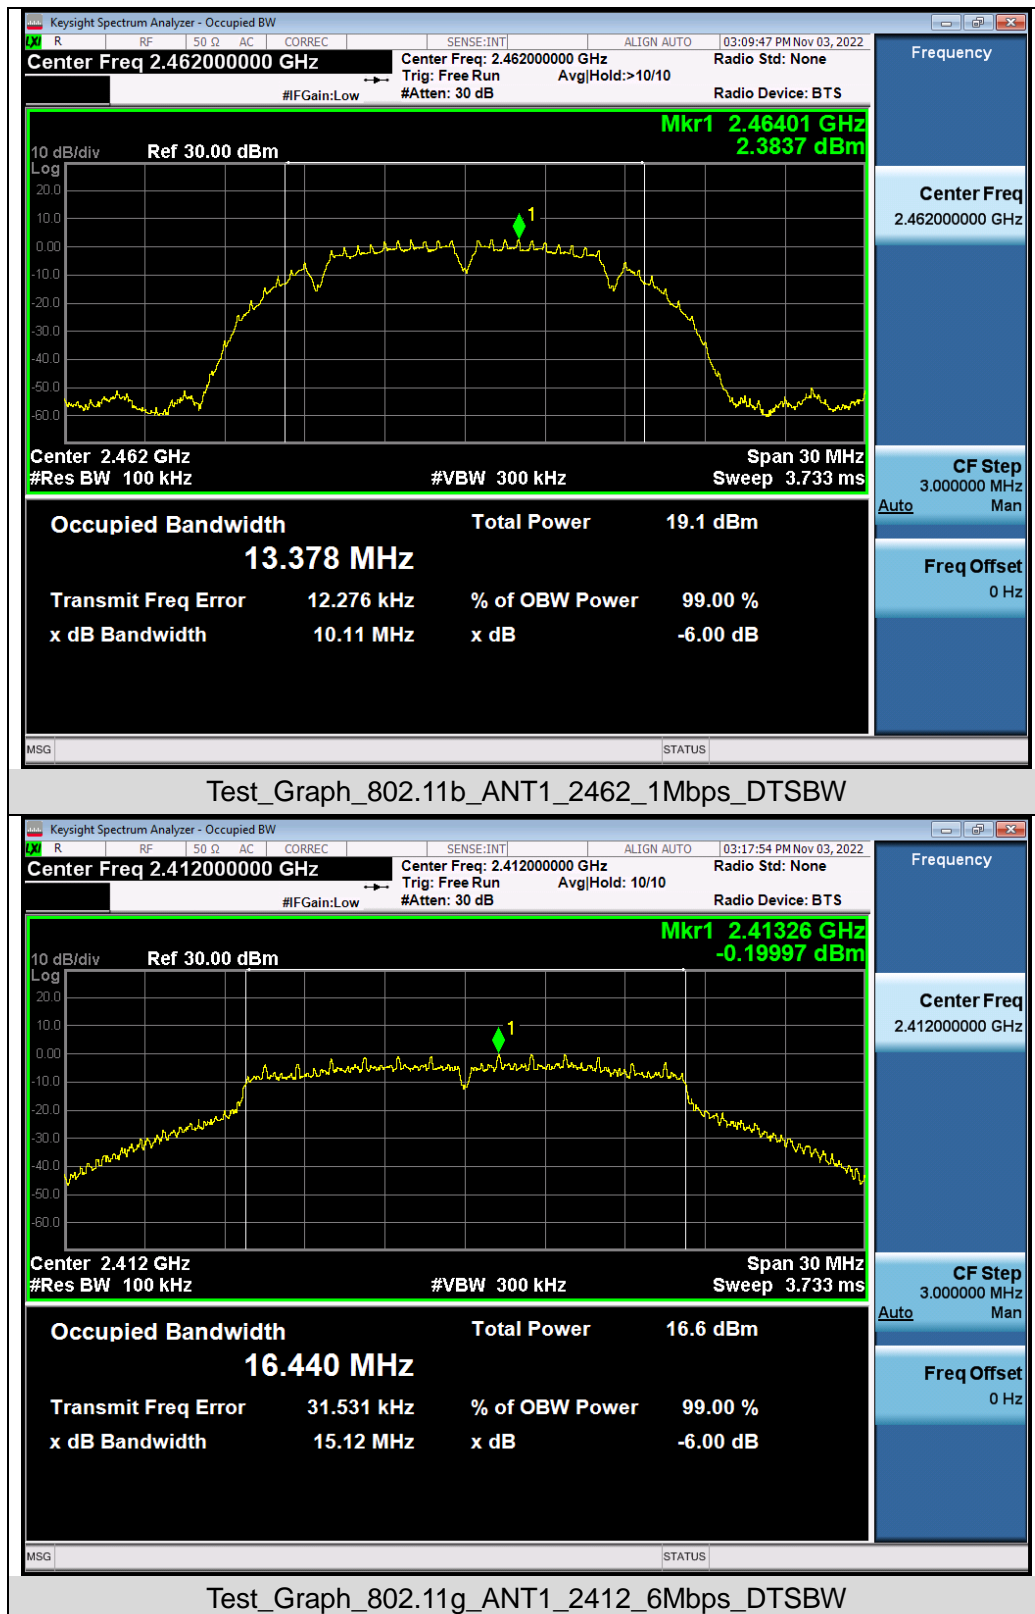 Keysight Spectrum Analyzer - Occupied BW
LXI R RF 50 Ω AC CORREC SENSE:INT ALIGN AUTO 03:09:47 PM Nov 03, 2022
Center Freq 2.462000000 GHz
Center Freq: 2.462000000 GHz
Radio Std: None
Trig: Free Run Avg|Hold:>10/10
#IFGain:Low
#Atten: 30 dB
Radio Device: BTS
Frequency
Mkr1 2.46401 GHz
2.3837 dBm
10 dB/div Ref 30.00 dBm
Log
20.0
10.0
0.00
-10.0
-20.0
-30.0
-40.0
-50.0
-60.0
1
Center 2.462 GHz Span 30 MHz
#Res BW 100 kHz #VBW 300 kHz Sweep 3.733 ms
Center Freq
2.462000000 GHz
CF Step
3.000000 MHz
Auto Man
Freq Offset
0 Hz
Occupied Bandwidth Total Power 19.1 dBm
13.378 MHz
Transmit Freq Error 12.276 kHz % of OBW Power 99.00 %
x dB Bandwidth 10.11 MHz x dB -6.00 dB
MSG STATUS
Test_Graph_802.11b_ANT1_2462_1Mbps_DTSBW
Keysight Spectrum Analyzer - Occupied BW
LXI R RF 50 Ω AC CORREC SENSE:INT ALIGN AUTO 03:17:54 PM Nov 03, 2022
Center Freq 2.412000000 GHz
Center Freq: 2.412000000 GHz
Radio Std: None
Trig: Free Run Avg|Hold: 10/10
#IFGain:Low
#Atten: 30 dB
Radio Device: BTS
Frequency
Mkr1 2.41326 GHz
-0.19997 dBm
10 dB/div Ref 30.00 dBm
Log
20.0
10.0
0.00
-10.0
-20.0
-30.0
-40.0
-50.0
-60.0
1
Center 2.412 GHz Span 30 MHz
#Res BW 100 kHz #VBW 300 kHz Sweep 3.733 ms
Center Freq
2.412000000 GHz
CF Step
3.000000 MHz
Auto Man
Freq Offset
0 Hz
Occupied Bandwidth Total Power 16.6 dBm
16.440 MHz
Transmit Freq Error 31.531 kHz % of OBW Power 99.00 %
x dB Bandwidth 15.12 MHz x dB -6.00 dB
MSG STATUS
Test_Graph_802.11g_ANT1_2412_6Mbps_DTSBW